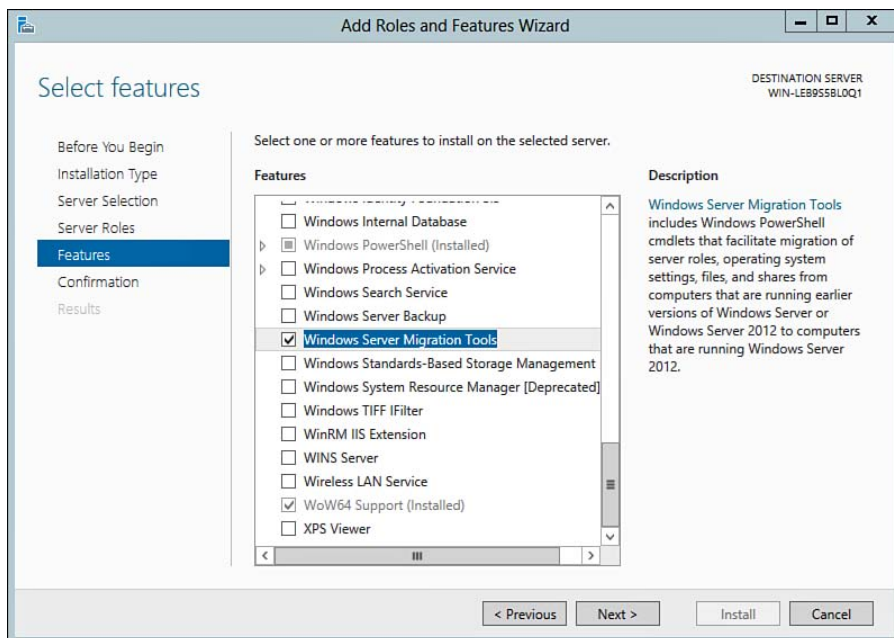 Add Roles and Features Wizard
Select features
DESTINATION SERVER
WIN-LEB9S5BL0Q1
Before You Begin
Installation Type
Server Selection
Server Roles
Features
Confirmation
Results
Select one or more features to install on the selected server.
Features
Windows Internal Database
Windows PowerShell (Installed)
Windows Process Activation Service
Windows Search Service
Windows Server Backup
Windows Server Migration Tools
Windows Standards-Based Storage Management
Windows System Resource Manager [Deprecated]
Windows TIFF IFilter
WinRM IIS Extension
WINS Server
Wireless LAN Service
WoW64 Support (Installed)
XPS Viewer
Description
Windows Server Migration Tools
includes Windows PowerShell
cmdlets that facilitate migration of
server roles, operating system
settings, files, and shares from
computers that are running earlier
versions of Windows Server or
Windows Server 2012 to computers
that are running Windows Server
2012.
< Previous
Next >
Install
Cancel